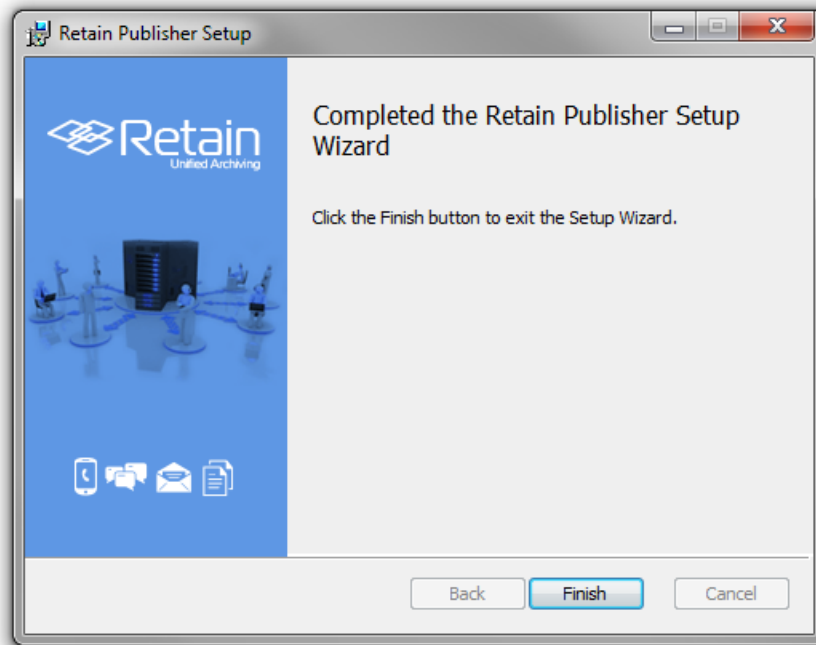 Retain Publisher Setup
Retain
Unified Archiving
Completed the Retain Publisher Setup
Wizard
Click the Finish button to exit the Setup Wizard.
Back
Finish
Cancel